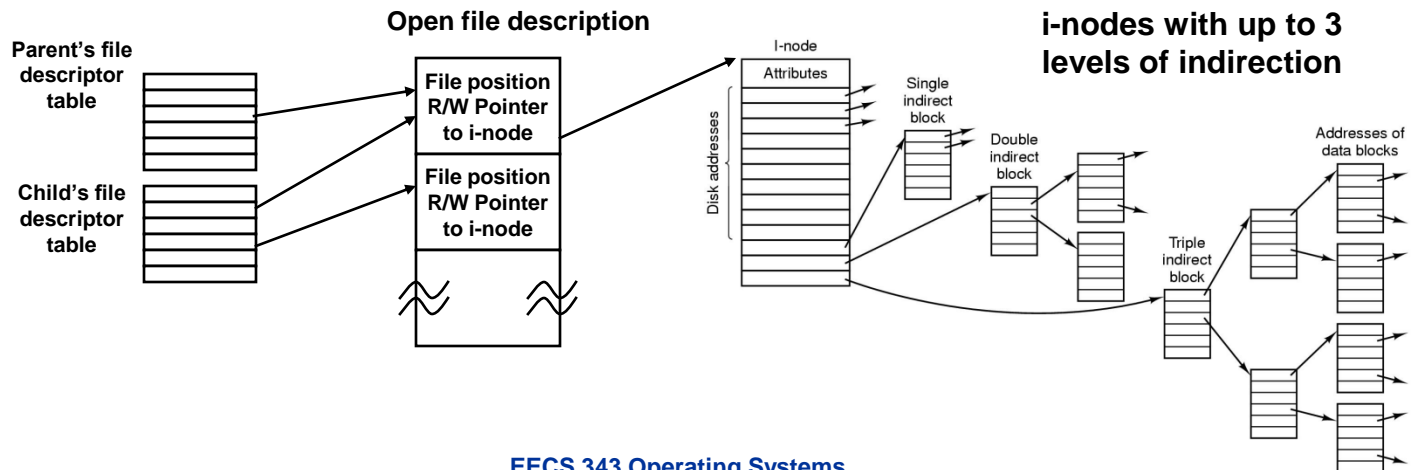 Open file description
i-nodes with up to 3
levels of indirection
Parent's file
descriptor
table
Child's file
descriptor
table
File position
R/W Pointer
to i-node
File position
R/W Pointer
to i-node
I-node
Attributes
Disk addresses
Single
indirect
block
Double
indirect
block
Triple
indirect
block
Addresses of
data blocks
EECS 343 Operating Systems